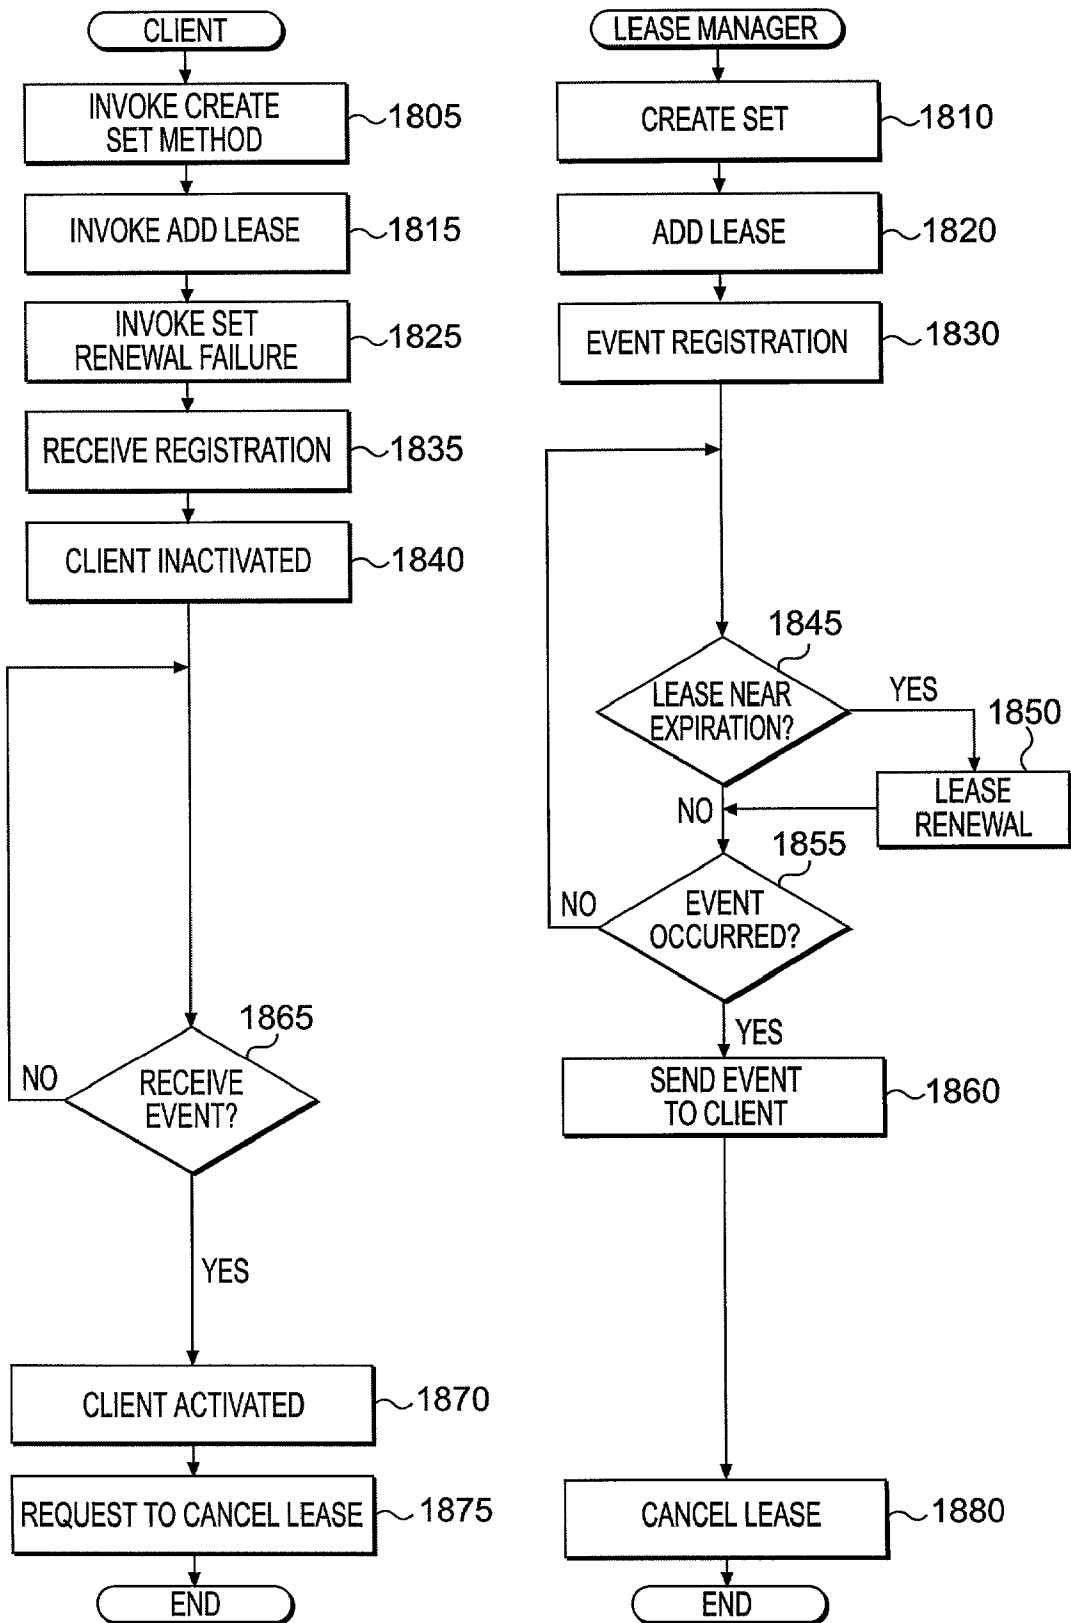 CLIENT
INVOKE CREATE
SET METHOD
1805
INVOKE ADD LEASE
1815
INVOKE SET
RENEWAL FAILURE
1825
RECEIVE REGISTRATION
1835
CLIENT INACTIVATED
1840
1865
RECEIVE
EVENT?
NO
YES
CLIENT ACTIVATED
1870
REQUEST TO CANCEL LEASE
1875
END
LEASE MANAGER
CREATE SET
1810
ADD LEASE
1820
EVENT REGISTRATION
1830
1845
LEASE NEAR
EXPIRATION?
YES
1850
LEASE
RENEWAL
NO
1855
EVENT
OCCURRED?
NO
YES
SEND EVENT
TO CLIENT
1860
CANCEL LEASE
1880
END